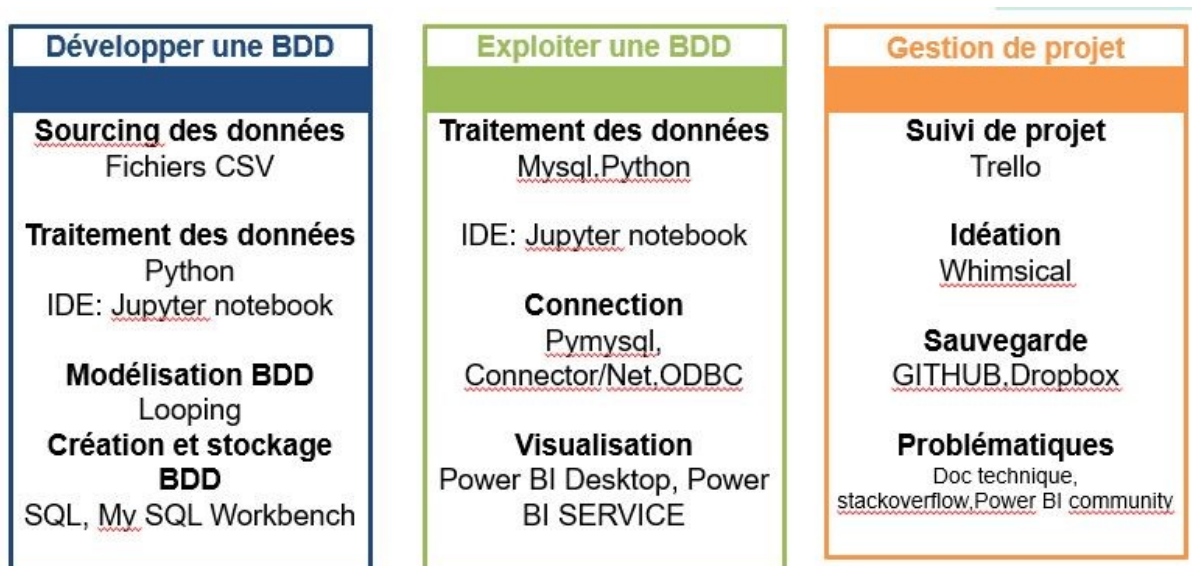 Développer une BDD
Sourcing des données
Fichiers CSV
Traitement des données
Python
IDE: Jupyter notebook
Modélisation BDD
Looping
Création et stockage
BDD
SQL, My SQL Workbench
Exploiter une BDD
Traitement des données
Mysql,Python
IDE: Jupyter notebook
Connection
Pymysql,
Connector/Net,ODBC
Visualisation
Power BI Desktop, Power
BI SERVICE
Gestion de projet
Suivi de projet
Trello
Idéation
Whimsical
Sauvegarde
GITHUB,Dropbox
Problématiques
Doc technique,
stackoverflow,Power BI community